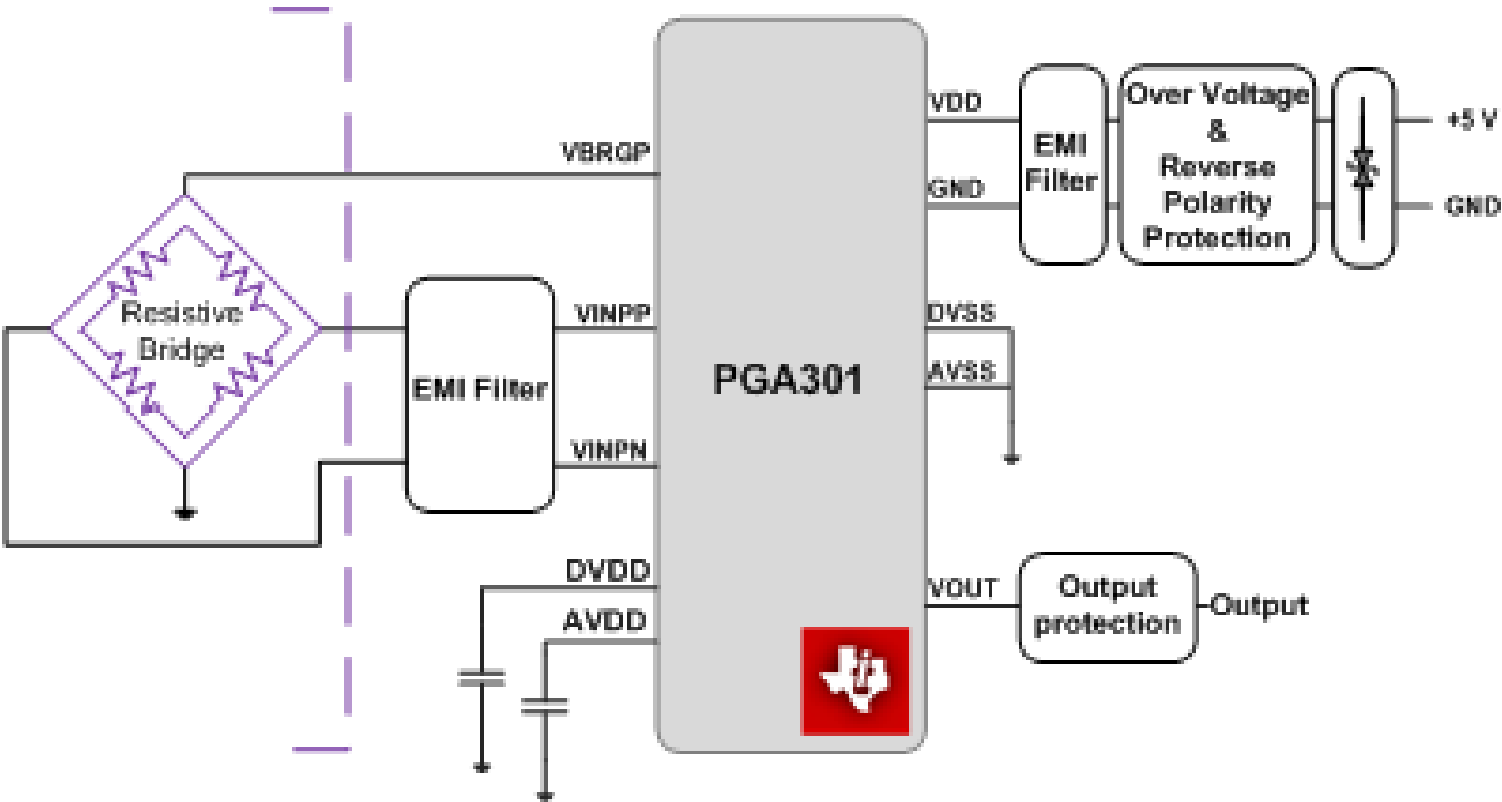 VBRGP
Resistive
Bridge
EMI Filter
VINPP
VINPN
DVDD
AVDD
PGA301
VDD
GND
EMI
Filter
Over Voltage
&
Reverse
Polarity
Protection
+5 V
GND
DVSS
AVSS
VOUT
Output
protection
Output